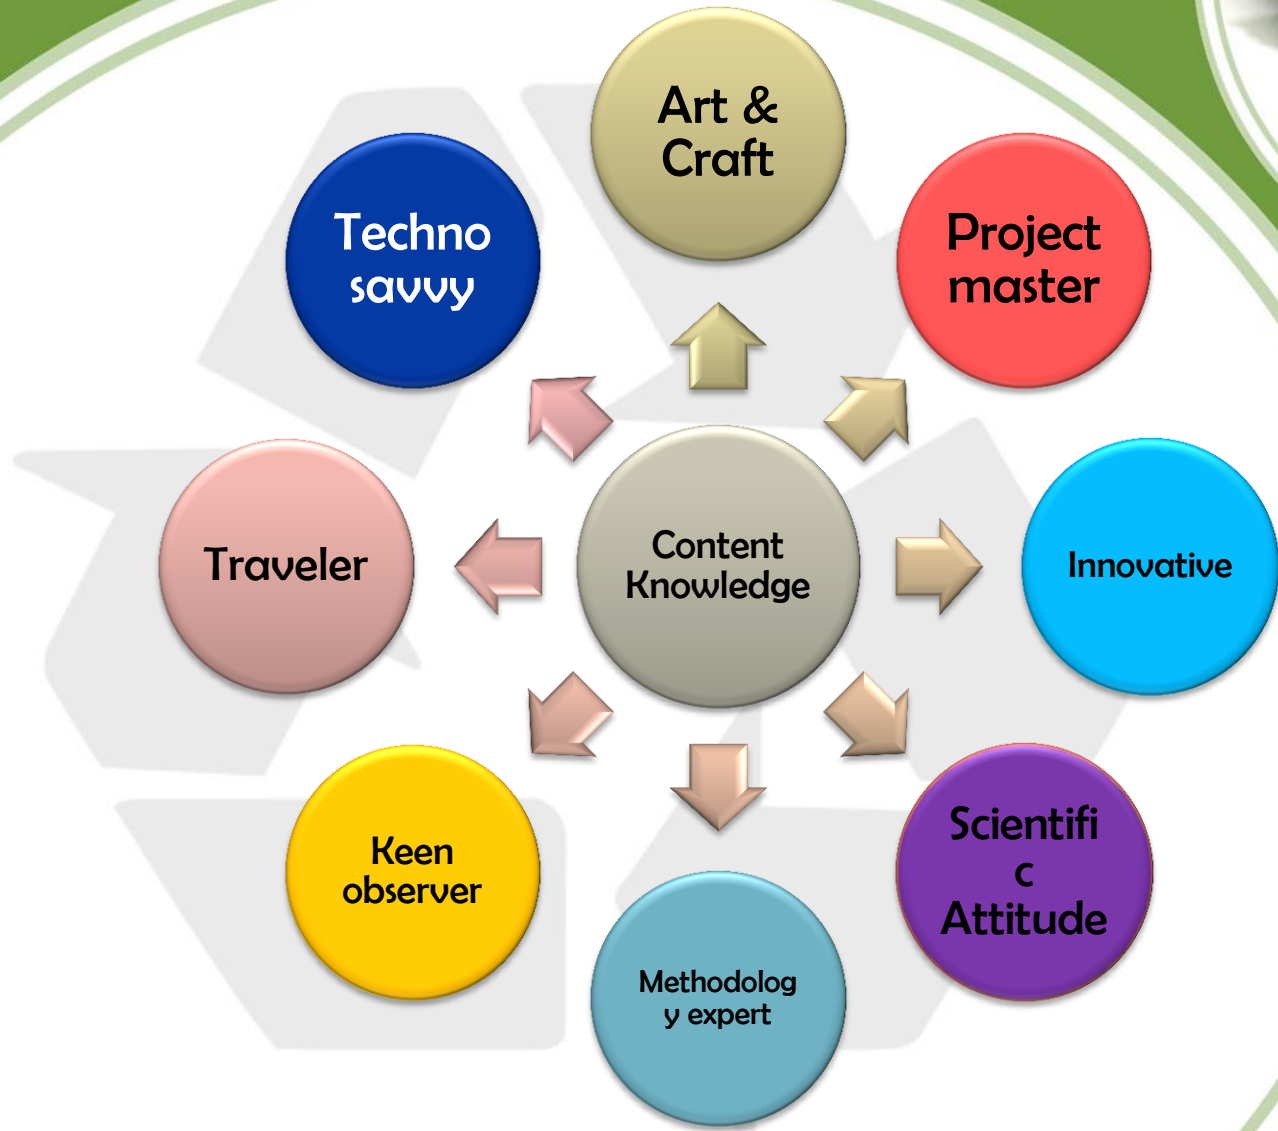 Art &
Craft
Project
master
Innovative
Scientifi
c
Attitude
Methodolog
y expert
Keen
observer
Traveler
Techno
savvy
Content
Knowledge